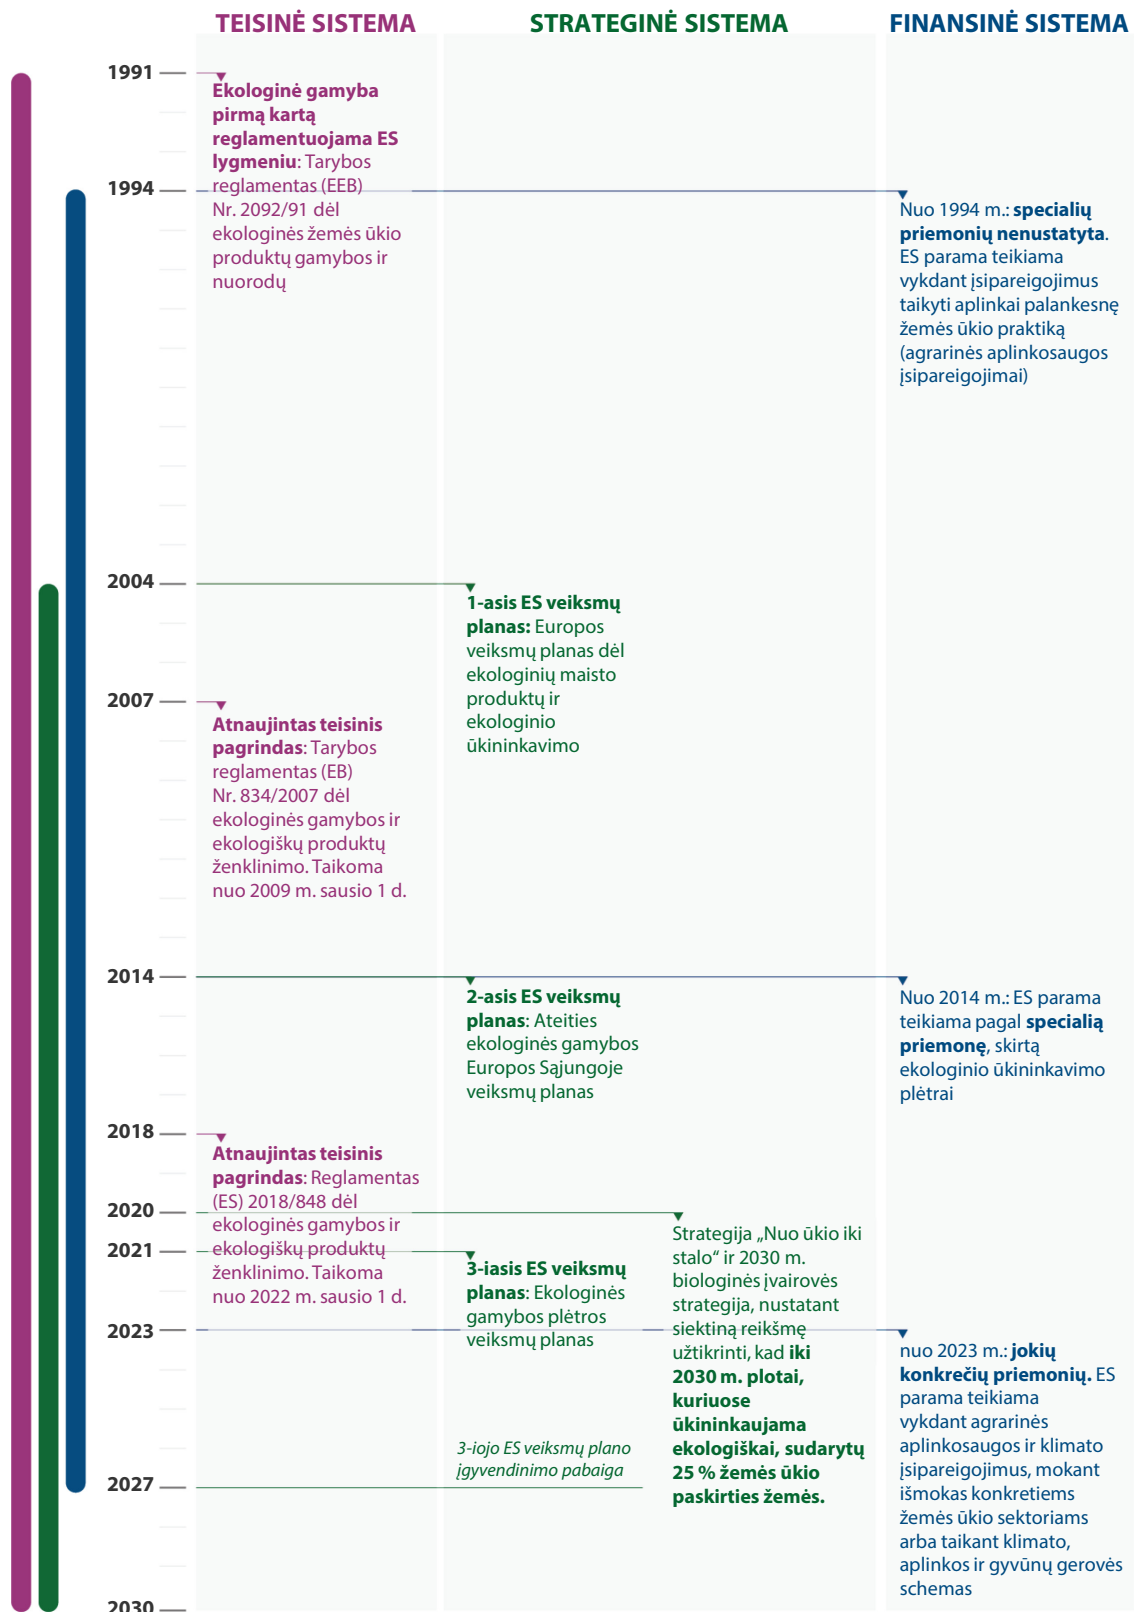 TEISINĖ SISTEMA
STRATEGINĖ SISTEMA
FINANSINĖ SISTEMA
1991
Ekologinė gamyba
pirmą kartą
reglamentuojama ES
lygmeniu: Tarybos
reglamentas (EEB)
Nr. 2092/91 dėl
ekologinės žemės ūkio
produktų gamybos ir
nuorodų
1994
Nuo 1994 m.: specialių
priemonių nenustatyta.
ES parama teikiama
vykdant įsipareigojimus
taikyti aplinkai palankesnę
žemės ūkio praktiką
(agrarinės aplinkosaugos
įsipareigojimai)
2004
1-asis ES veiksmų
planas: Europos
veiksmų planas dėl
ekologinių maisto
produktų ir
ekologinio
ūkininkavimo
2007
Atnaujintas teisinis
pagrindas: Tarybos
reglamentas (EB)
Nr. 834/2007 dėl
ekologinės gamybos ir
ekologiškų produktų
ženklinimo. Taikoma
nuo 2009 m. sausio 1 d.
2014
2-asis ES veiksmų
planas: Ateities
ekologinės gamybos
Europos Sąjungoje
veiksmų planas
Nuo 2014 m.: ES parama
teikiama pagal specialią
priemonę, skirtą
ekologinio ūkininkavimo
plėtrai
2018
Atnaujintas teisinis
pagrindas: Reglamentas
(ES) 2018/848 dėl
ekologinės gamybos ir
ekologiškų produktų
ženklinimo. Taikoma
nuo 2022 m. sausio 1 d.
2020
Strategija „Nuo ūkio iki
stalo“ ir 2030 m.
biologinės įvairovės
strategija, nustatant
siektiną reikšmę
užtikrinti, kad iki
2030 m. plotai,
kuriuose
ūkininkaujama
ekologiškai, sudarytų
25 % žemės ūkio
paskirties žemės.
2021
3-iasis ES veiksmų
planas: Ekologinės
gamybos plėtros
veiksmų planas
2023
nuo 2023 m.: jokių
konkrečių priemonių. ES
parama teikiama
vykdant agrarinės
aplinkosaugos ir klimato
įsipareigojimus, mokant
išmokas konkretiems
žemės ūkio sektoriams
arba taikant klimato,
aplinkos ir gyvūnų gerovės
schemas
3-iojo ES veiksmų plano
įgyvendinimo pabaiga
2027
2030